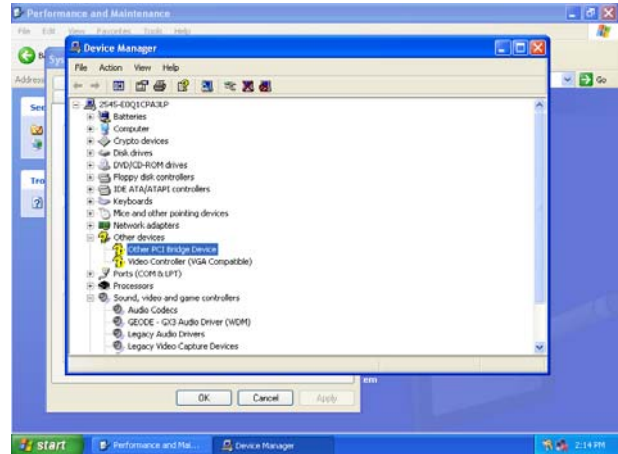 Performance and Maintenance
File Edit View Favorites Tools Help
Device Manager
File Action View Help
Address
Go
Batteries
Computer
Crypto devices
Disk drives
DVD/CD-ROM drives
Floppy disk controllers
IDE ATA/ATAPI controllers
Keyboards
Mice and other pointing devices
Network adapters
Other devices
Other PCI Bridge Device
Video Controller (VGA Compatible)
Ports (COM & LPT)
Processors
Sound, video and game controllers
Audio Codecs
GEODE - GX3 Audio Driver (WDM)
Legacy Audio Drivers
Legacy Video Capture Devices
em
OK Cancel Apply
start
Performance and Mai...
Device Manager
2:14 PM